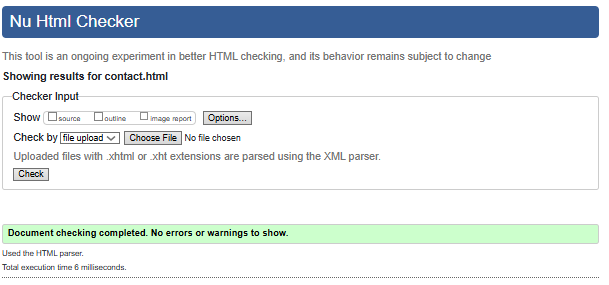 Nu Html Checker
This tool is an ongoing experiment in better HTML checking, and its behavior remains subject to change
Showing results for contact.html
Checker Input
Show source outline image report Options...
Check by file upload Choose File No file chosen
Uploaded files with .xhtml or .xht extensions are parsed using the XML parser.
Check
Document checking completed. No errors or warnings to show.
Used the HTML parser.
Total execution time 6 milliseconds.